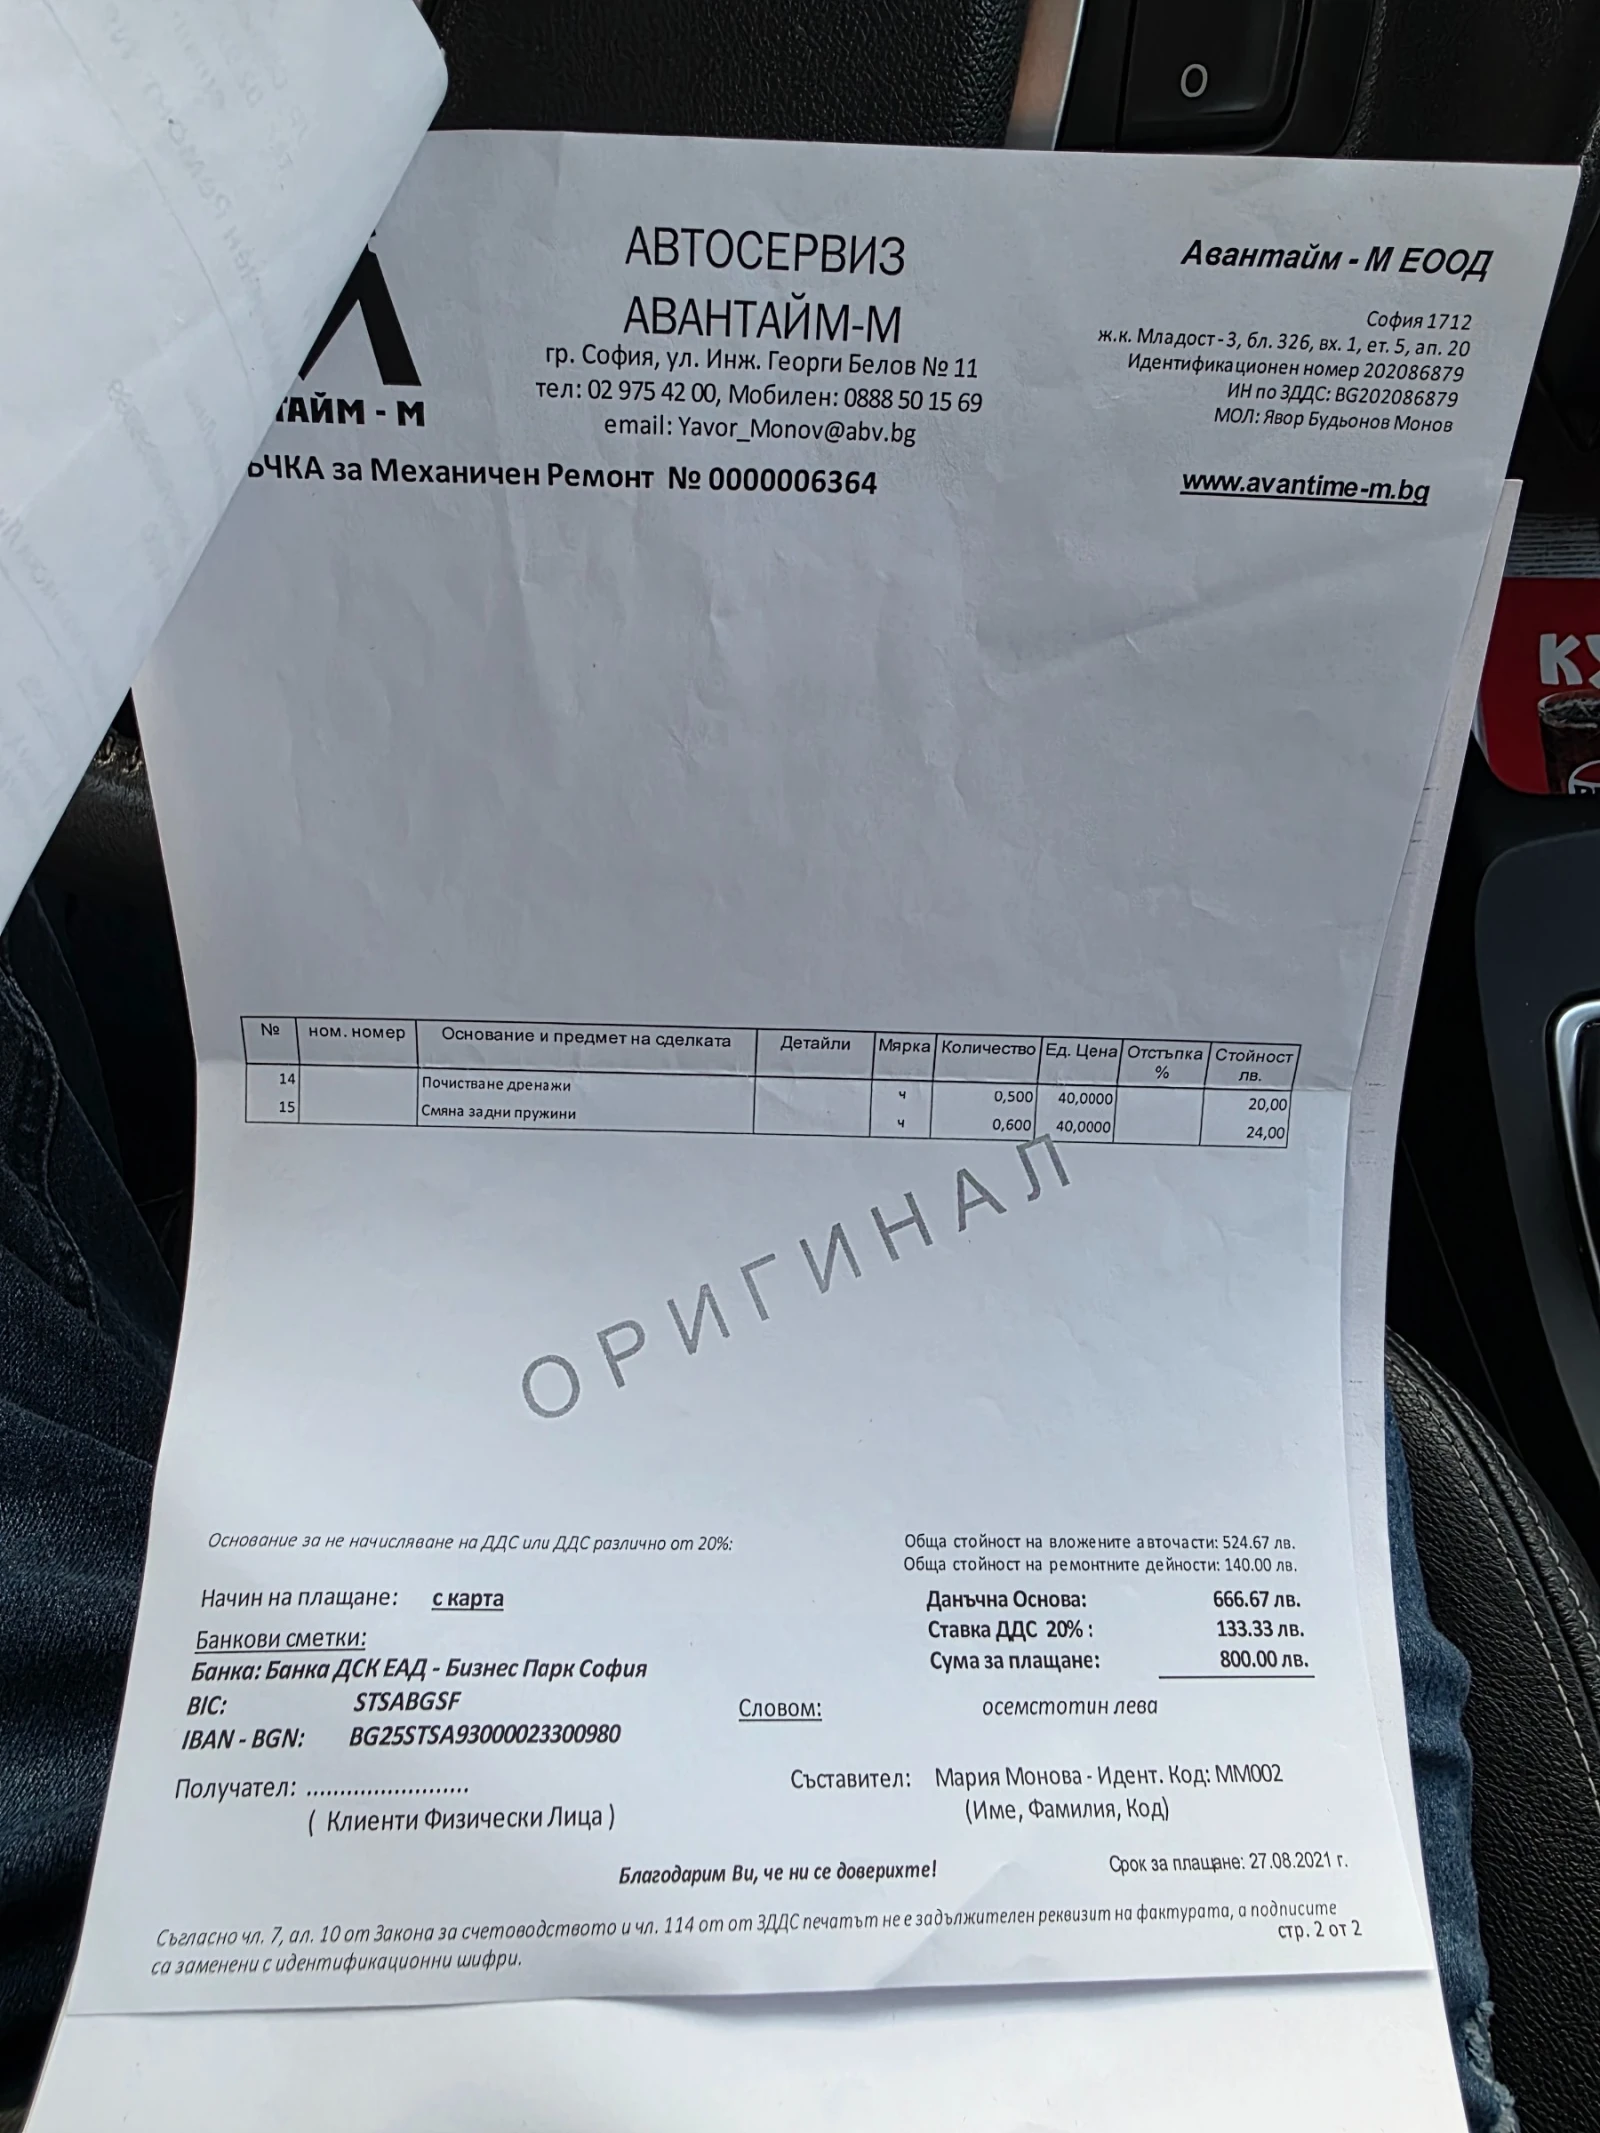 О
АВТОСЕРВИЗ
АВАНТАЙМ-М
гр. София, ул. Инж. Георги Белов № 11
тел: 02 975 42 00, Мобилен: 0888 50 15 69
email: Yavor_Monov@abv.bg
Авантайм - М ЕООД
София 1712
ж.к. Младост-3, бл. 326, вх. 1, ет. 5, ап. 20
Идентификационен номер 202086879
ИН по ЗДДС: BG202086879
МОЛ: Явор Будьонов Монов
ТАЙМ - М
ЪЧКА за Механичен Ремонт № 0000006364
www.avantime-m.bg
КУ
№ ном. номер Основание и предмет на сделката Детайли Мярка Количество Ед. Цена Отстъпка % Стойност лв.
14 Почистване дренажи ч 0,500 40,0000 20,00
15 Смяна задни пружини ч 0,600 40,0000 24,00
ОРИГИНАЛ
Основание за не начисляване на ДДС или ДДС различно от 20%:
Обща стойност на вложените авточасти: 524.67 лв.
Обща стойност на ремонтните дейности: 140.00 лв.
Начин на плащане: с карта
Данъчна Основа: 666.67 лв.
Ставка ДДС 20% : 133.33 лв.
Сума за плащане: 800.00 лв.
Банкови сметки:
Банка: Банка ДСК ЕАД - Бизнес Парк София
BIC: STSABGSF
IBAN - BGN: BG25STSA93000023300980
Словом: осемстотин лева
Получател: ........................
( Клиенти Физически Лица )
Съставител: Мария Монова - Идент. Код: ММ002
(Име, Фамилия, Код)
Благодарим Ви, че ни се доверихте!
Срок за плащане: 27.08.2021 г.
Съгласно чл. 7, ал. 10 от Закона за счетоводството и чл. 114 от от ЗДДС печатът не е задължителен реквизит на фактурата, а подписите
са заменени с идентификационни шифри.
стр. 2 от 2